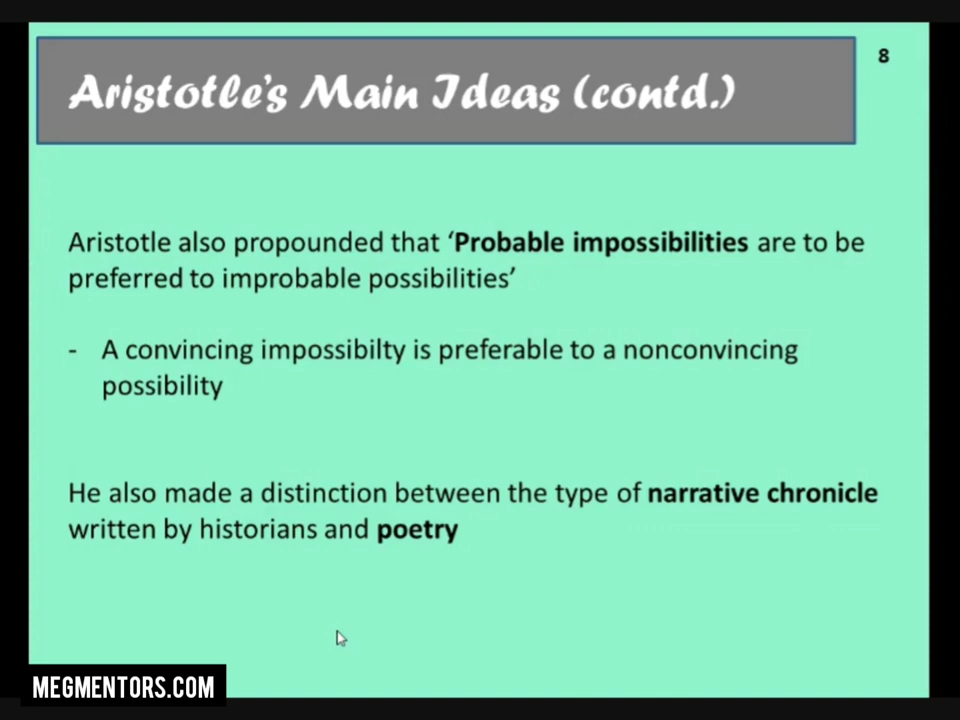 8
Aristotle's Main Ideas (contd.)
Aristotle also propounded that ‘Probable impossibilities are to be
preferred to improbable possibilities’
- A convincing impossibilty is preferable to a nonconvincing
possibility
He also made a distinction between the type of narrative chronicle
written by historians and poetry
MEGMENTORS.COM